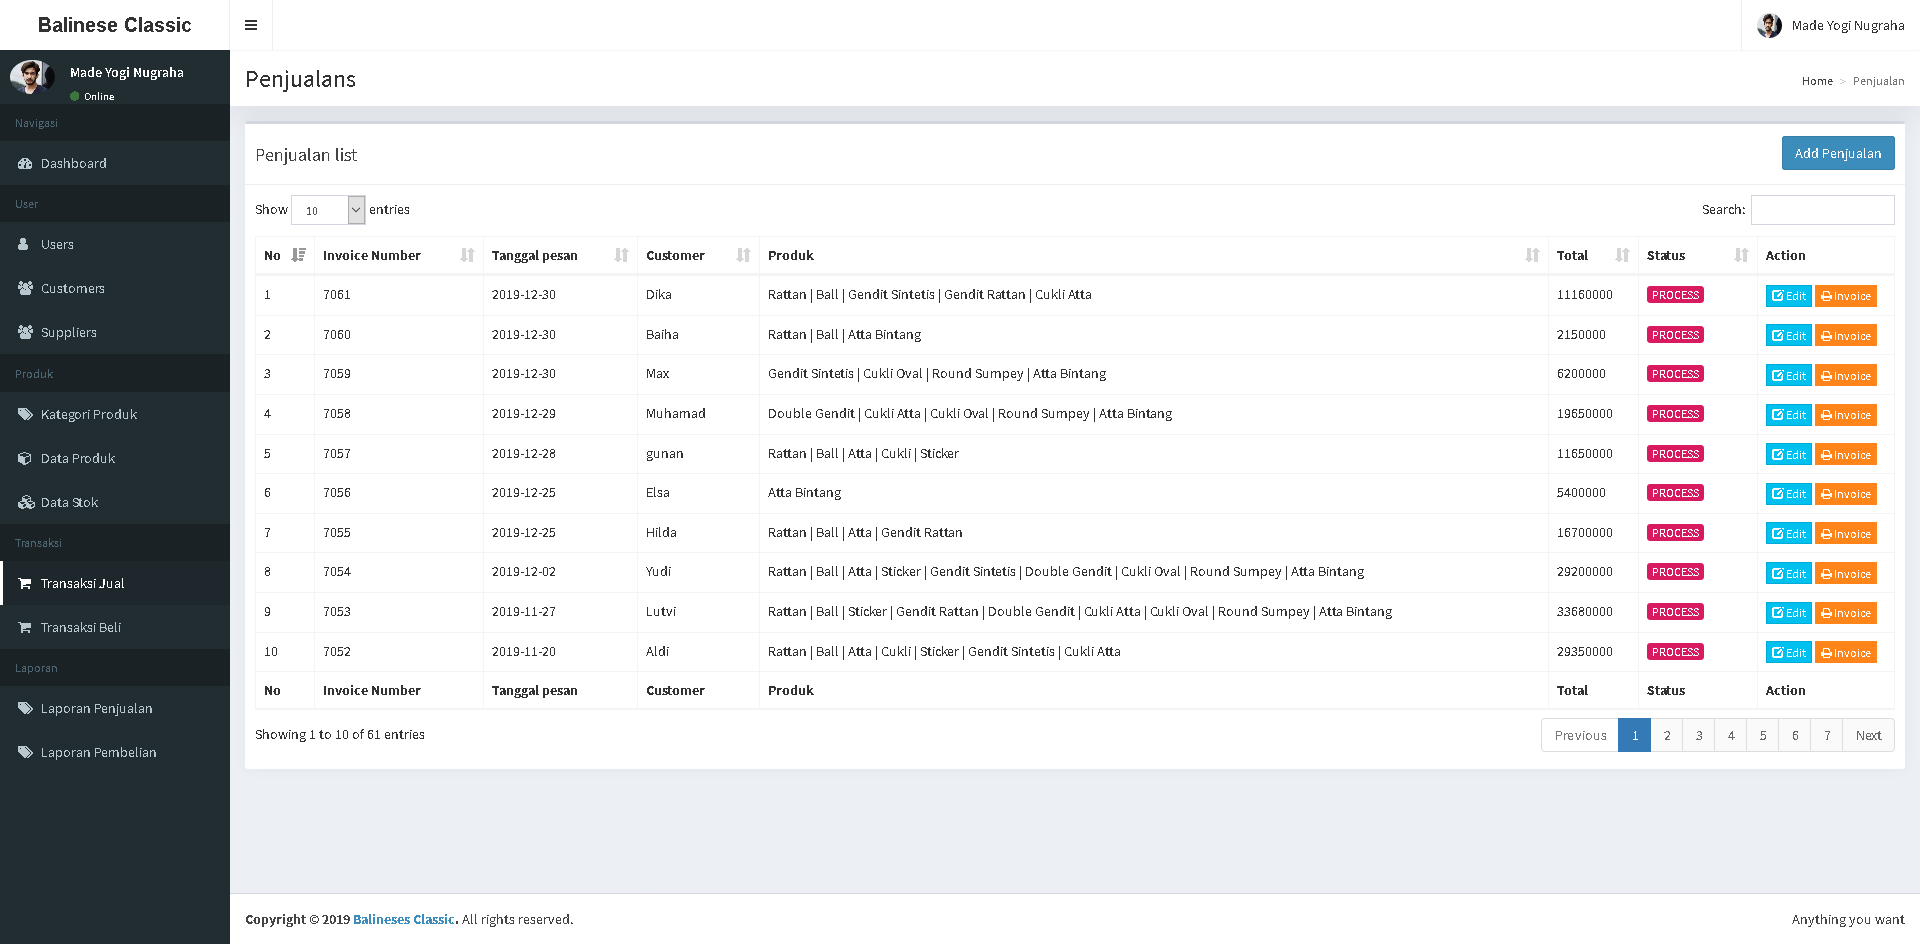 Balinese Classic
Made Yogi Nugraha
Made Yogi Nugraha
Online
Navigasi
Dashboard
User
Users
Customers
Suppliers
Produk
Kategori Produk
Data Produk
Data Stok
Transaksi
Transaksi Jual
Transaksi Beli
Laporan
Laporan Penjualan
Laporan Pembelian
Penjualans
Home > Penjualan
Penjualan list
Add Penjualan
Show 10 entries
Search:
No Invoice Number Tanggal pesan Customer Produk Total Status Action
1 7061 2019-12-30 Dika Rattan | Ball | Gendit Sintetis | Gendit Rattan | Cukli Atta 11160000 PROCESS Edit Invoice
2 7060 2019-12-30 Baiha Rattan | Ball | Atta Bintang 2150000 PROCESS Edit Invoice
3 7059 2019-12-30 Max Gendit Sintetis | Cukli Oval | Round Sumpey | Atta Bintang 6200000 PROCESS Edit Invoice
4 7058 2019-12-29 Muhamad Double Gendit | Cukli Atta | Cukli Oval | Round Sumpey | Atta Bintang 19650000 PROCESS Edit Invoice
5 7057 2019-12-28 gunan Rattan | Ball | Atta | Cukli | Sticker 11650000 PROCESS Edit Invoice
6 7056 2019-12-25 Elsa Atta Bintang 5400000 PROCESS Edit Invoice
7 7055 2019-12-25 Hilda Rattan | Ball | Atta | Gendit Rattan 16700000 PROCESS Edit Invoice
8 7054 2019-12-02 Yudi Rattan | Ball | Atta | Sticker | Gendit Sintetis | Double Gendit | Cukli Oval | Round Sumpey | Atta Bintang 29200000 PROCESS Edit Invoice
9 7053 2019-11-27 Lutvi Rattan | Ball | Sticker | Gendit Rattan | Double Gendit | Cukli Atta | Cukli Oval | Round Sumpey | Atta Bintang 33680000 PROCESS Edit Invoice
10 7052 2019-11-20 Aldi Rattan | Ball | Atta | Cukli | Sticker | Gendit Sintetis | Cukli Atta 29350000 PROCESS Edit Invoice
No Invoice Number Tanggal pesan Customer Produk Total Status Action
Showing 1 to 10 of 61 entries
Previous 1 2 3 4 5 6 7 Next
Copyright © 2019 Balineses Classic. All rights reserved.
Anything you want